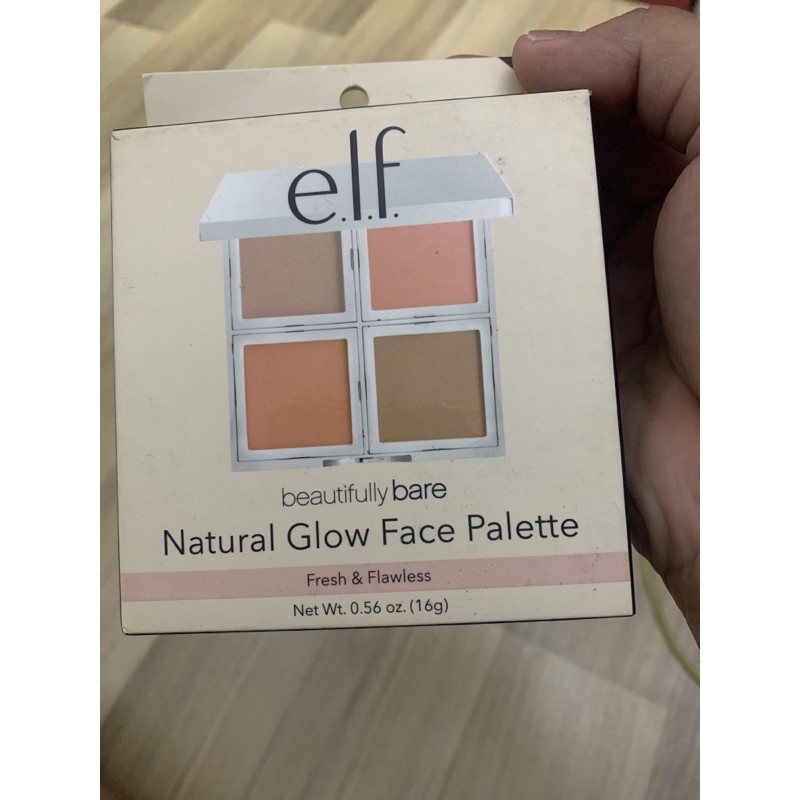 e.l.f.
beautifully bare
Natural Glow Face Palette
Fresh & Flawless
Net Wt. 0.56 oz. (16g)